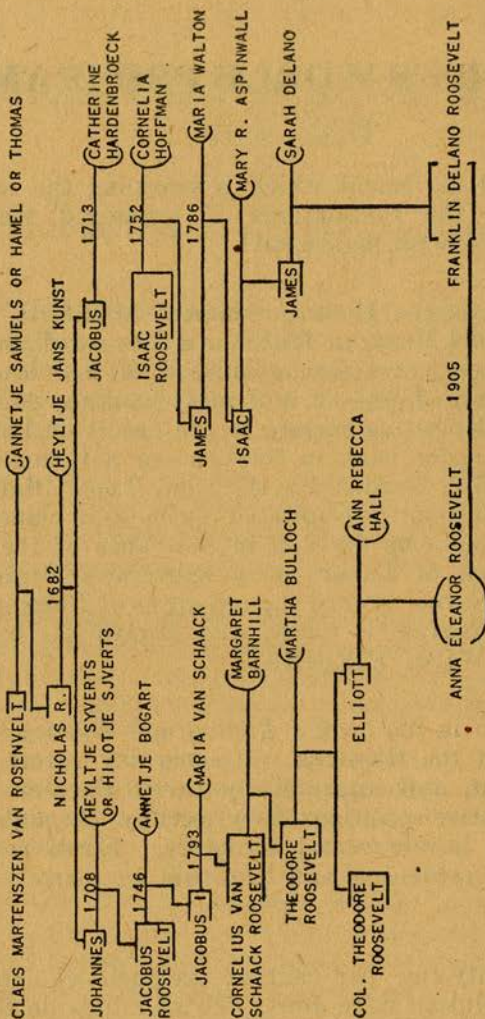 CLAES MARTENSZEN VAN ROSENVELT
JANNETJE SAMUELS OR HAMEL OR THOMAS
NICHOLAS R.
1682
HEYLTJE JANS KUNST
JOHANNES
1708
HEYLTJE SYVERTS
OR HILOTJE SJVERTS
JACOBUS
1713
CATHERINE
HARDENBROECK
JACOBUS
ROOSEVELT
1746
ANNETJE BOGART
ISAAC
ROOSEVELT
1752
CORNELIA
HOFFMAN
JACOBUS I
1793
MARIA VAN SCHAACK
JAMES
1786
MARIA WALTON
CORNELIUS VAN
SCHAACK ROOSEVELT
MARGARET
BARNHILL
ISAAC
MARY R. ASPINWALL
THEODORE
ROOSEVELT
MARTHA BULLOCH
JAMES
SARAH DELANO
COL. THEODORE
ROOSEVELT
ELLIOTT
ANN REBECCA
HALL
ANNA ELEANOR ROOSEVELT
1905
FRANKLIN DELANO ROOSEVELT